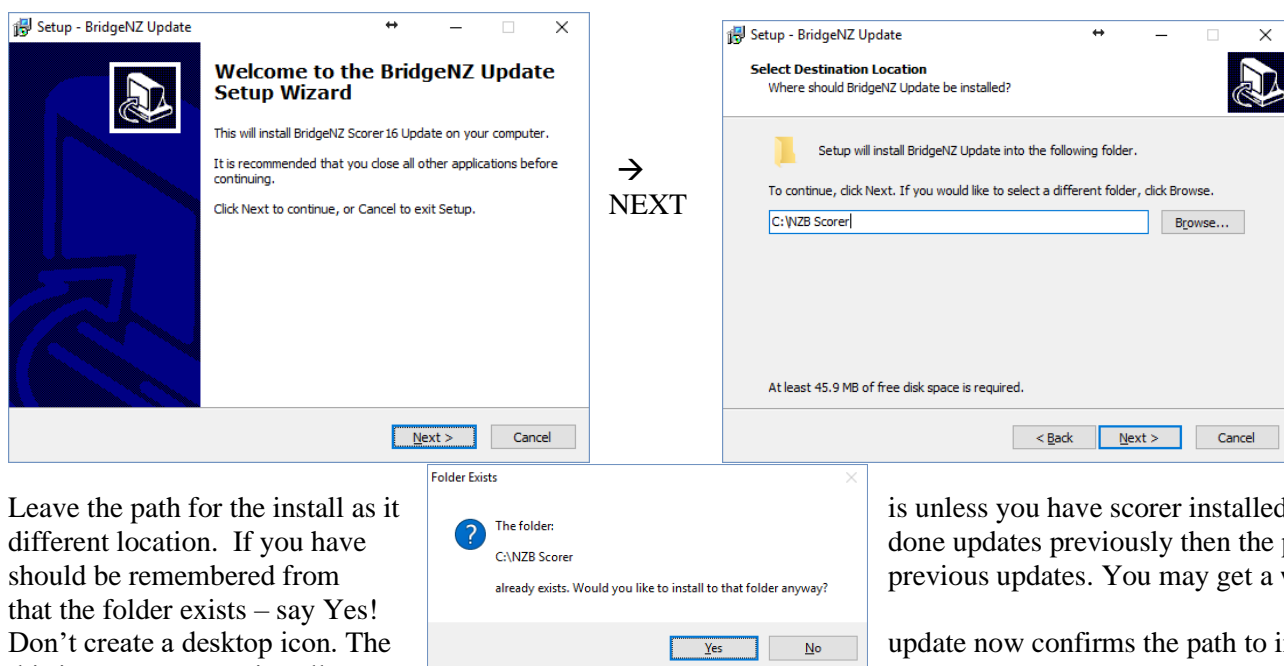 Setup - BridgeNZ Update
Welcome to the BridgeNZ Update
Setup Wizard
This will install BridgeNZ Scorer16 Update on your computer.
It is recommended that you close all other applications before
continuing.
Click Next to continue, or Cancel to exit Setup.
Next >
Cancel
→
NEXT
Setup - BridgeNZ Update
Select Destination Location
Where should BridgeNZ Update be installed?
Setup will install BridgeNZ Update into the following folder.
To continue, click Next. If you would like to select a different folder, click Browse.
C:\NZB Scorer
Browse...
At least 45.9 MB of free disk space is required.
< Back
Next >
Cancel
Leave the path for the install as it is unless you have scorer installed
different location. If you have done updates previously then the
should be remembered from previous updates. You may get a
that the folder exists – say Yes!
Don't create a desktop icon. The update now confirms the path to
Folder Exists
The folder:
C:\NZB Scorer
already exists. Would you like to install to that folder anyway?
Yes
No